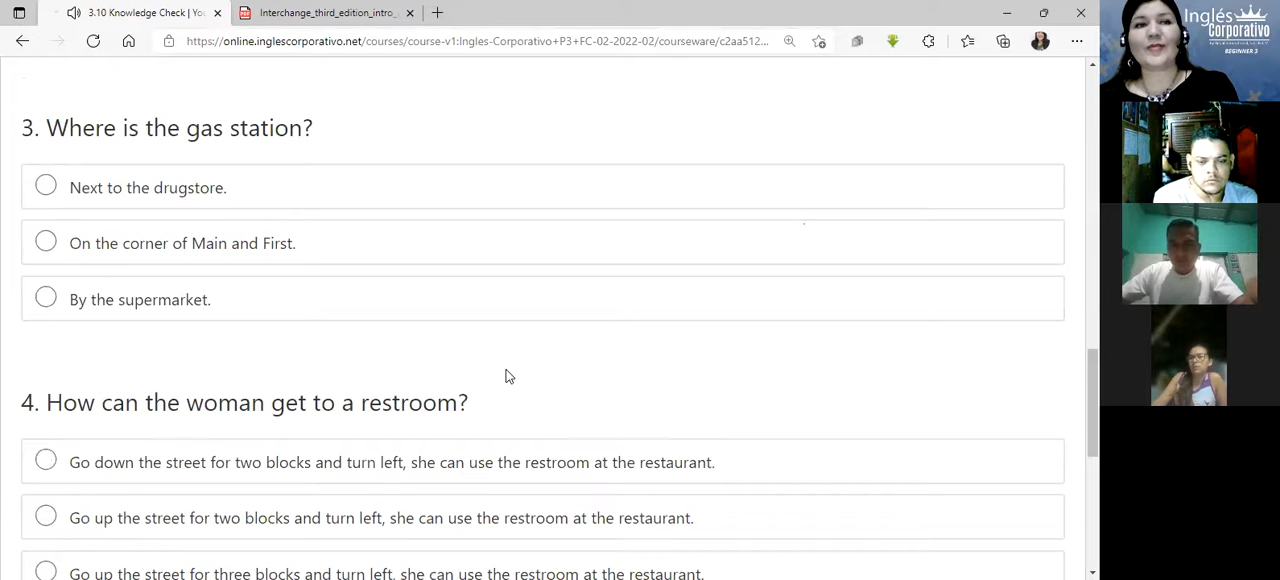 3.10 Knowledge Check | Yo
Interchange_third_edition_intro_
https://online.inglescorporativo.net/courses/course-v1:Ingles-Corporativo+P3+FC-02-2022-02/courseware/c2aa512...
Inglés
Corporativo
BEGINNER 3
3. Where is the gas station?
Next to the drugstore.
On the corner of Main and First.
By the supermarket.
4. How can the woman get to a restroom?
Go down the street for two blocks and turn left, she can use the restroom at the restaurant.
Go up the street for two blocks and turn left, she can use the restroom at the restaurant.
Go up the street for three blocks and turn left, she can use the restroom at the restaurant.